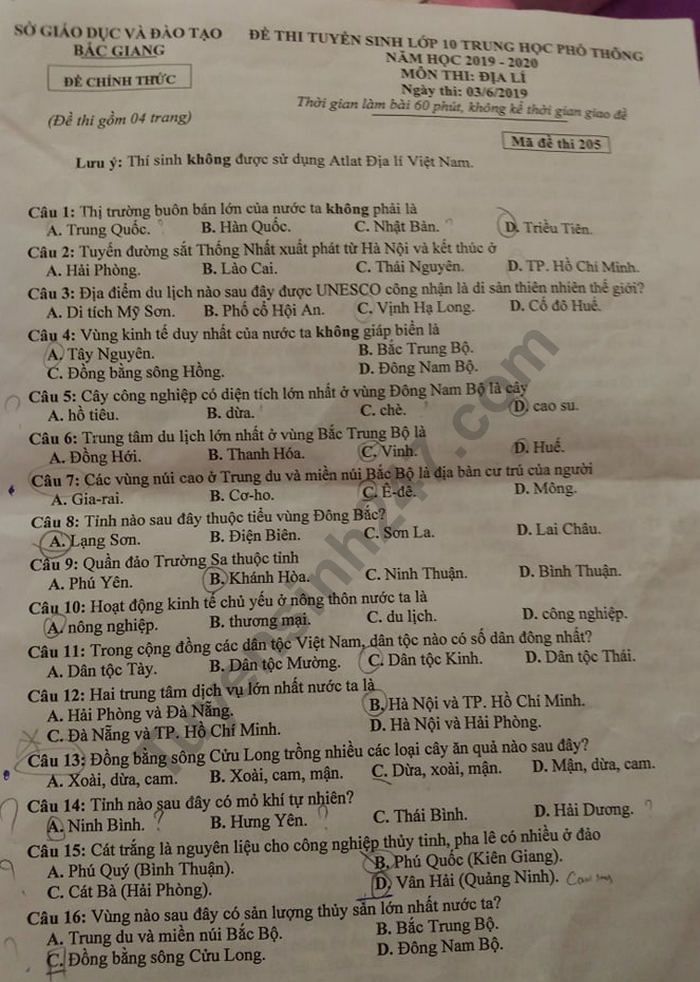 SỞ GIÁO DỤC VÀ ĐÀO TẠO
BẮC GIANG
ĐỀ CHÍNH THỨC
(Đề thi gồm 04 trang)
ĐỀ THI TUYỂN SINH LỚP 10 TRUNG HỌC PHỔ THÔNG
NĂM HỌC 2019 - 2020
MÔN THI: ĐỊA LÍ
Ngày thi: 03/6/2019
Thời gian làm bài 60 phút, không kể thời gian giao đề
Mã đề thi 205
Lưu ý: Thí sinh không được sử dụng Atlat Địa lí Việt Nam.
Câu 1: Thị trường buôn bán lớn của nước ta không phải là
A. Trung Quốc. B. Hàn Quốc. C. Nhật Bản. D. Triều Tiên.
Câu 2: Tuyến đường sắt Thống Nhất xuất phát từ Hà Nội và kết thúc ở
A. Hải Phòng. B. Lào Cai. C. Thái Nguyên. D. TP. Hồ Chí Minh.
Câu 3: Địa điểm du lịch nào sau đây được UNESCO công nhận là di sản thiên nhiên thế giới?
A. Di tích Mỹ Sơn. B. Phố cổ Hội An. C. Vịnh Hạ Long. D. Cố đô Huế.
Câu 4: Vùng kinh tế duy nhất của nước ta không giáp biển là
A. Tây Nguyên. B. Bắc Trung Bộ.
C. Đồng bằng sông Hồng. D. Đông Nam Bộ.
Câu 5: Cây công nghiệp có diện tích lớn nhất ở vùng Đông Nam Bộ là cây
A. hồ tiêu. B. dừa. C. chè. D. cao su.
Câu 6: Trung tâm du lịch lớn nhất ở vùng Bắc Trung Bộ là
A. Đồng Hới. B. Thanh Hóa. C. Vinh. D. Huế.
Câu 7: Các vùng núi cao ở Trung du và miền núi Bắc Bộ là địa bàn cư trú của người
A. Gia-rai. B. Cơ-ho. C. Ê-đê. D. Mông.
Câu 8: Tỉnh nào sau đây thuộc tiểu vùng Đông Bắc?
A. Lạng Sơn. B. Điện Biên. C. Sơn La. D. Lai Châu.
Câu 9: Quần đảo Trường Sa thuộc tỉnh
A. Phú Yên. B. Khánh Hòa. C. Ninh Thuận. D. Bình Thuận.
Câu 10: Hoạt động kinh tế chủ yếu ở nông thôn nước ta là
A. nông nghiệp. B. thương mại. C. du lịch. D. công nghiệp.
Câu 11: Trong cộng đồng các dân tộc Việt Nam, dân tộc nào có số dân đông nhất?
A. Dân tộc Tày. B. Dân tộc Mường. C. Dân tộc Kinh. D. Dân tộc Thái.
Câu 12: Hai trung tâm dịch vụ lớn nhất nước ta là
A. Hải Phòng và Đà Nẵng. B. Hà Nội và TP. Hồ Chí Minh.
C. Đà Nẵng và TP. Hồ Chí Minh. D. Hà Nội và Hải Phòng.
Câu 13: Đồng bằng sông Cửu Long trồng nhiều các loại cây ăn quả nào sau đây?
A. Xoài, dừa, cam. B. Xoài, cam, mận. C. Dừa, xoài, mận. D. Mận, dừa, cam.
Câu 14: Tỉnh nào sau đây có mỏ khí tự nhiên?
A. Ninh Bình. ? B. Hưng Yên. ? C. Thái Bình. D. Hải Dương. ?
Câu 15: Cát trắng là nguyên liệu cho công nghiệp thủy tinh, pha lê có nhiều ở đảo
A. Phú Quý (Bình Thuận). B. Phú Quốc (Kiên Giang).
C. Cát Bà (Hải Phòng). D. Vân Hải (Quảng Ninh).
Câu 16: Vùng nào sau đây có sản lượng thủy sản lớn nhất nước ta?
A. Trung du và miền núi Bắc Bộ. B. Bắc Trung Bộ.
C. Đồng bằng sông Cửu Long. D. Đông Nam Bộ.
Tuyensinh247.com